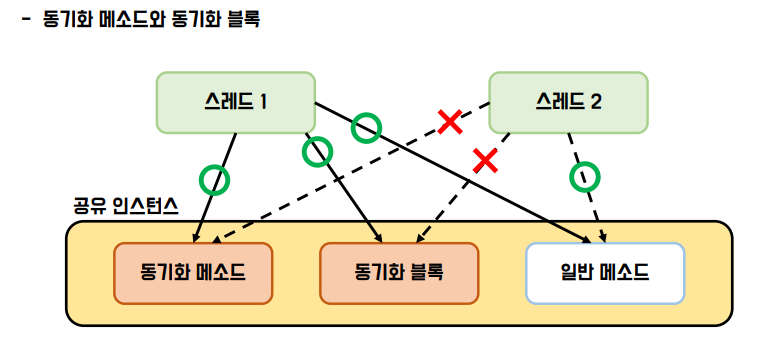 - 동기화 메소드와 동기화 블록
스레드 1
스레드 2
공유 인스턴스
동기화 메소드
동기화 블록
일반 메소드